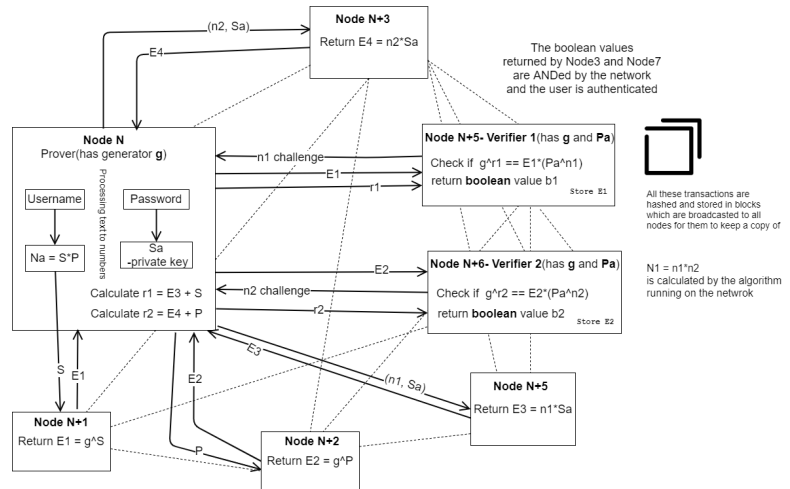 (n2, Sa)
E4
Node N+3
Return E4 = n2*Sa
The boolean values
returned by Node3 and Node7
are ANDed by the network
and the user is authenticated
Node N
Prover(has generator g)
Username
Password
Processing text to numbers
Na = S*P
Sa
-private key
Calculate r1 = E3 + S
Calculate r2 = E4 + P
n1 challenge
E1
r1
Node N+5- Verifier 1(has g and Pa)
Check if g^r1 == E1*(Pa^n1)
return boolean value b1
Store E1
All these transactions are
hashed and stored in blocks
which are broadcasted to all
nodes for them to keep a copy of
E2
n2 challenge
r2
Node N+6- Verifier 2(has g and Pa)
Check if g^r2 == E2*(Pa^n2)
return boolean value b2
Store E2
N1 = n1*n2
is calculated by the algorithm
running on the netwrok
S
E1
E2
P
E3
(n1, Sa)
Node N+5
Return E3 = n1*Sa
Node N+1
Return E1 = g^S
Node N+2
Return E2 = g^P